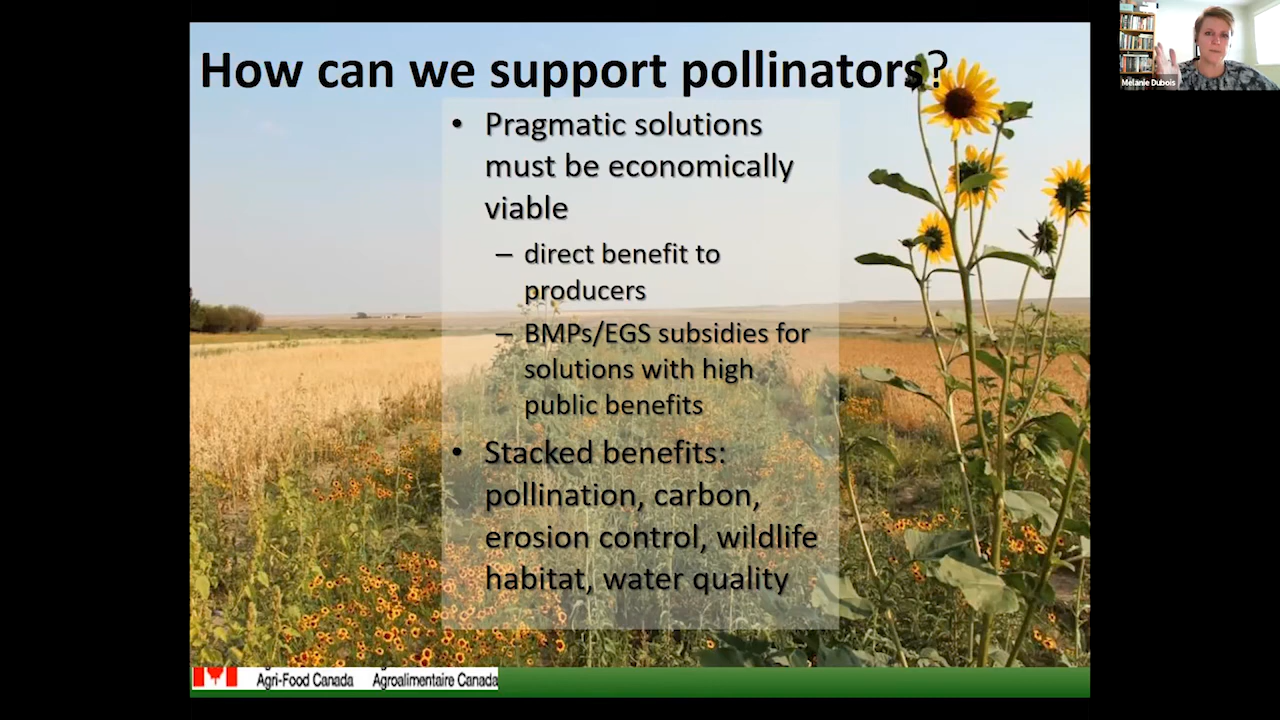 How can we support pollinators?
• Pragmatic solutions
must be economically
viable
– direct benefit to
producers
– BMPs/EGS subsidies for
solutions with high
public benefits
• Stacked benefits:
pollination, carbon,
erosion control, wildlife
habitat, water quality
Agri-Food Canada Agroalimentaire Canada
Melanie Dubois